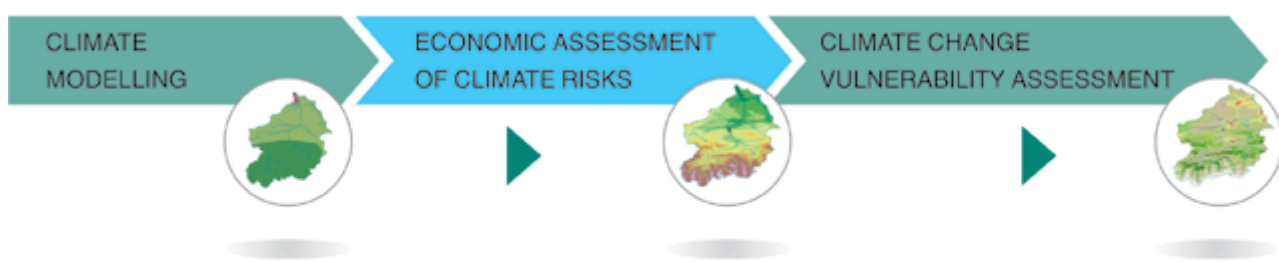 CLIMATE
MODELLING
ECONOMIC ASSESSMENT
OF CLIMATE RISKS
CLIMATE CHANGE
VULNERABILITY ASSESSMENT